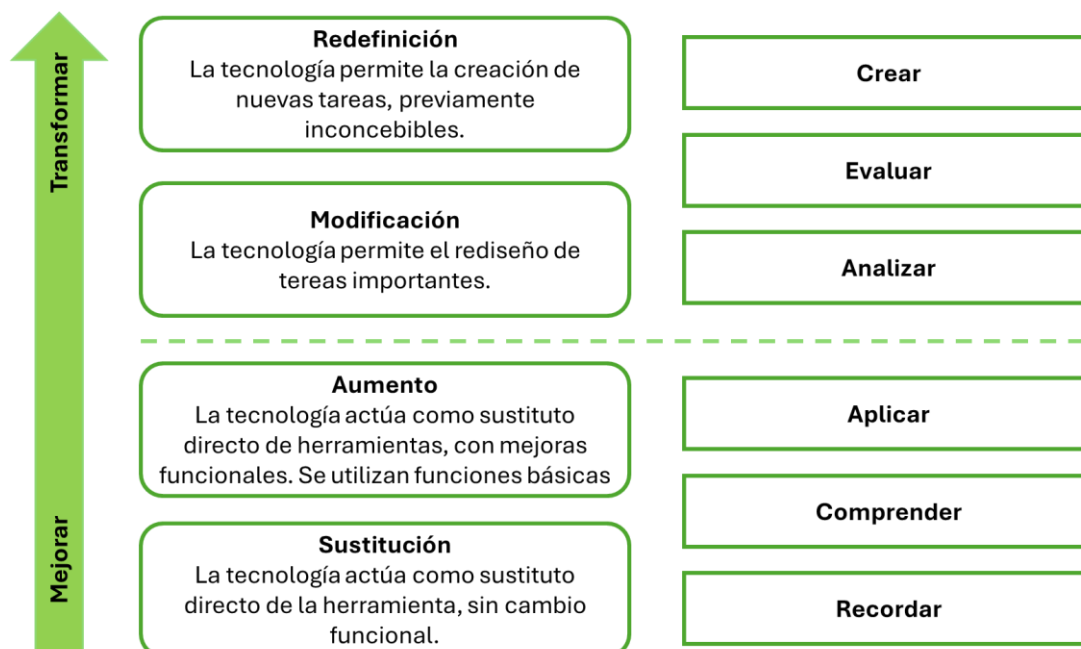 Transformar
Mejorar
Redefinición
La tecnología permite la creación de
nuevas tareas, previamente
inconcebibles.
Modificación
La tecnología permite el rediseño de
tereas importantes.
Aumento
La tecnología actúa como sustituto
directo de herramientas, con mejoras
funcionales. Se utilizan funciones básicas
Sustitución
La tecnología actúa como sustituto
directo de la herramienta, sin cambio
funcional.
Crear
Evaluar
Analizar
Aplicar
Comprender
Recordar